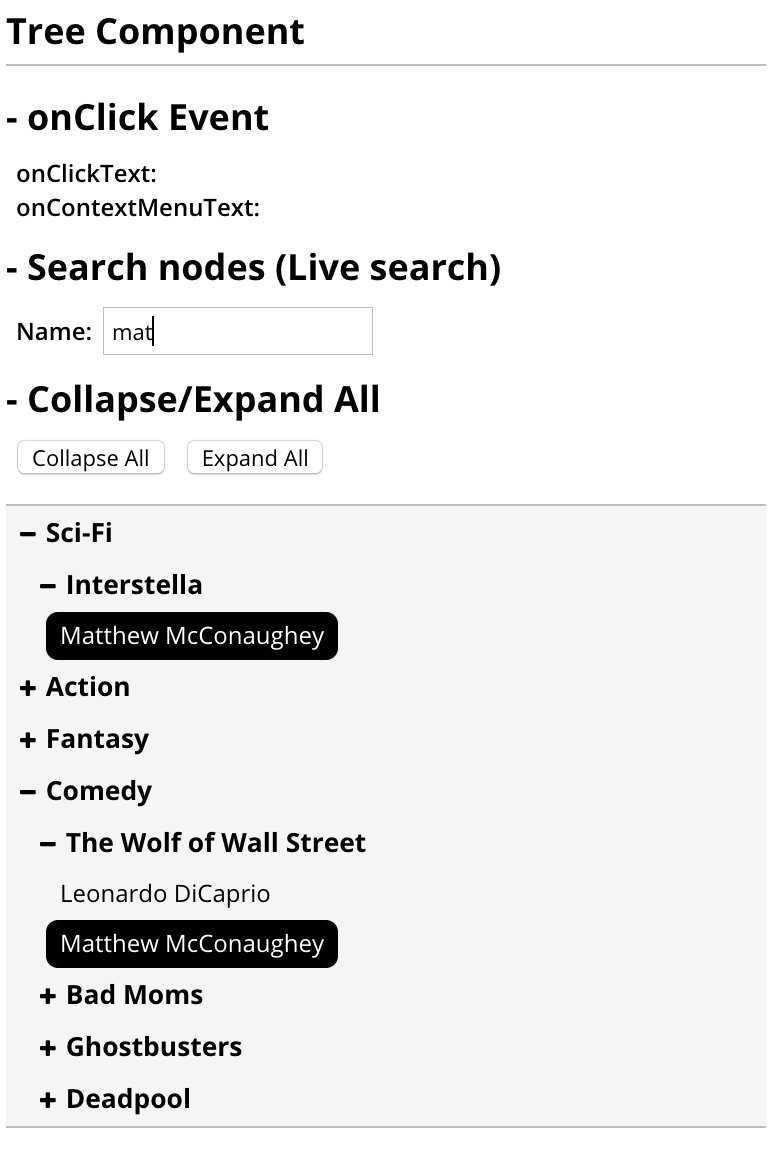 Tree Component
- onClick Event
onClickText:
onContextMenuText:
- Search nodes (Live search)
Name: mat
- Collapse/Expand All
Collapse All Expand All
− Sci-Fi
− Interstella
Matthew McConaughey
+ Action
+ Fantasy
− Comedy
− The Wolf of Wall Street
Leonardo DiCaprio
Matthew McConaughey
+ Bad Moms
+ Ghostbusters
+ Deadpool